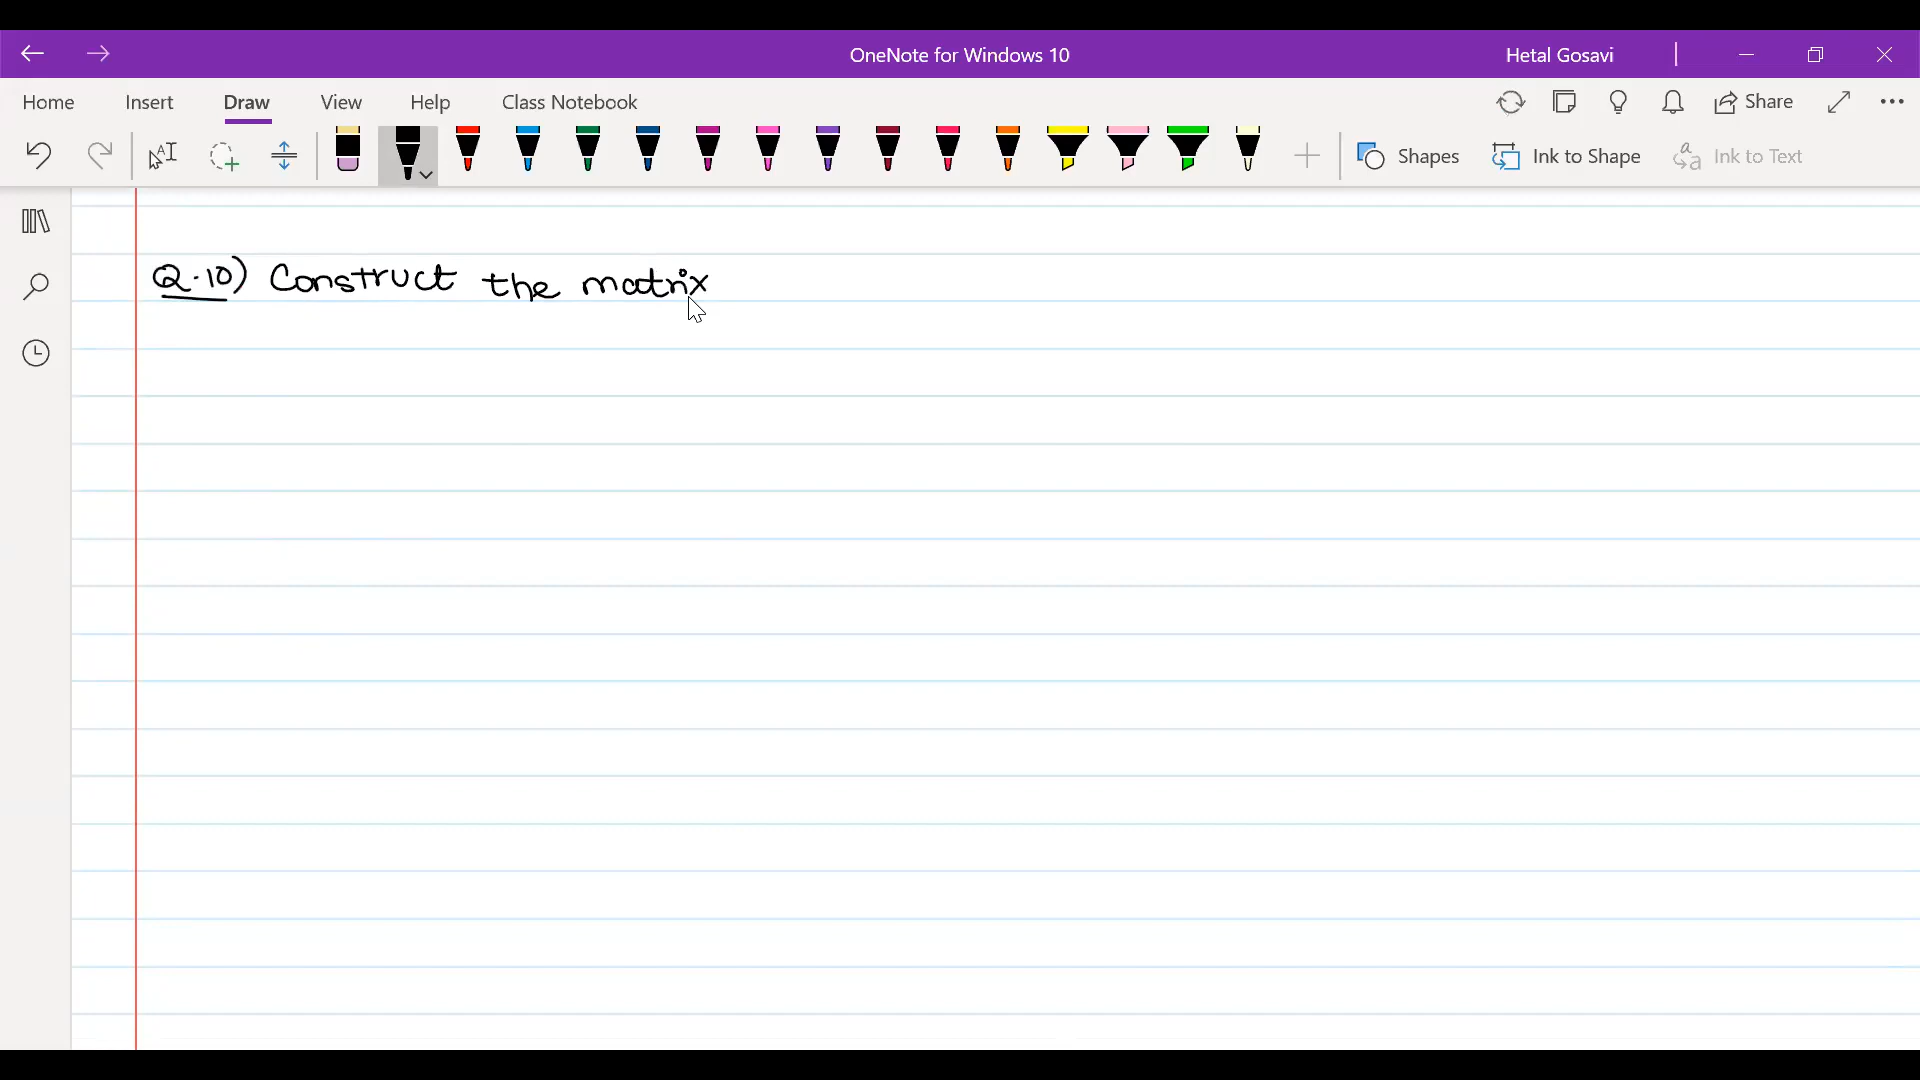 OneNote for Windows 10
Hetal Gosavi
Home Insert Draw View Help Class Notebook
Share
Shapes Ink to Shape Ink to Text
Q.10) Construct the matrix